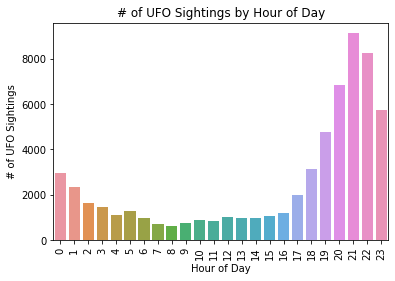 # of UFO Sightings by Hour of Day
# of UFO Sightings
8000
6000
4000
2000
0
0 1 2 3 4 5 6 7 8 9 10 11 12 13 14 15 16 17 18 19 20 21 22 23
Hour of Day